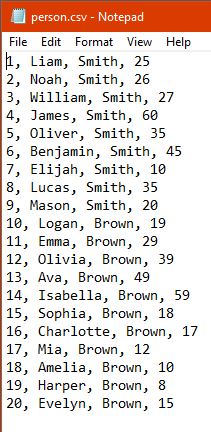 person.csv - Notepad
File Edit Format View Help
1, Liam, Smith, 25
2, Noah, Smith, 26
3, William, Smith, 27
4, James, Smith, 60
5, Oliver, Smith, 35
6, Benjamin, Smith, 45
7, Elijah, Smith, 10
8, Lucas, Smith, 35
9, Mason, Smith, 20
10, Logan, Brown, 19
11, Emma, Brown, 29
12, Olivia, Brown, 39
13, Ava, Brown, 49
14, Isabella, Brown, 59
15, Sophia, Brown, 18
16, Charlotte, Brown, 17
17, Mia, Brown, 12
18, Amelia, Brown, 10
19, Harper, Brown, 8
20, Evelyn, Brown, 15